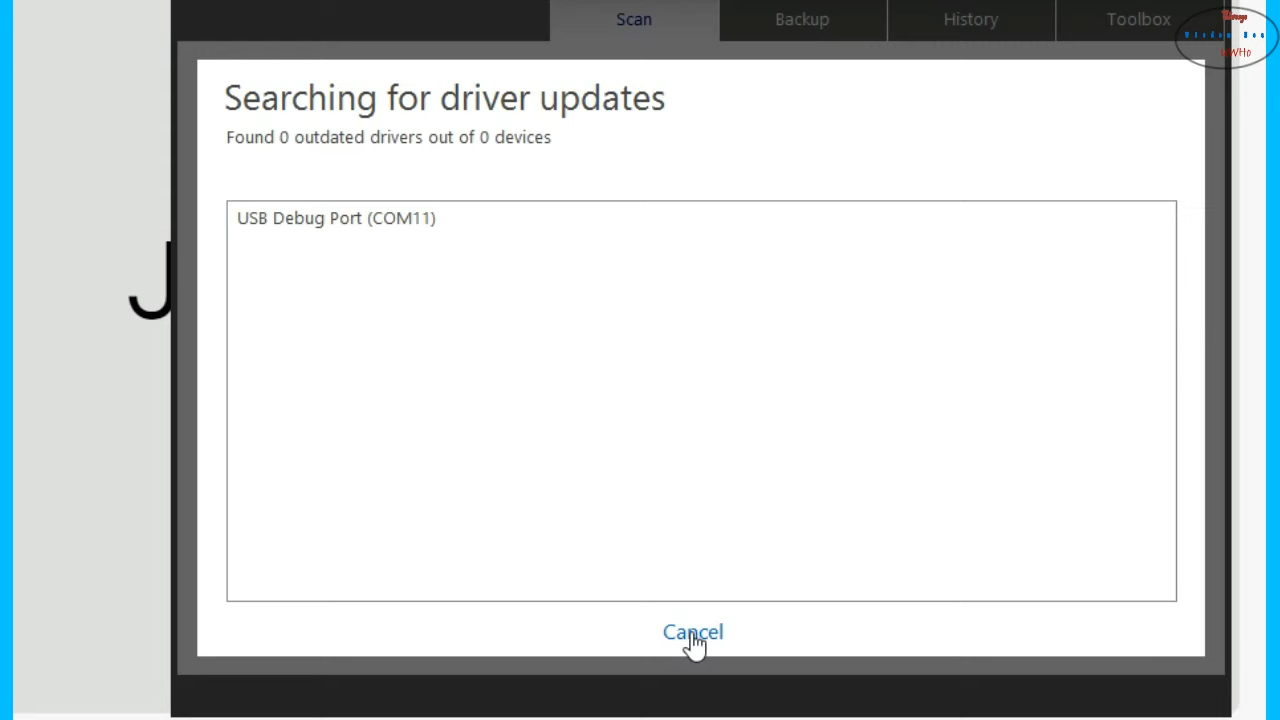 Scan Backup History Toolbox
Searching for driver updates
Found 0 outdated drivers out of 0 devices
USB Debug Port (COM11)
Cancel
J